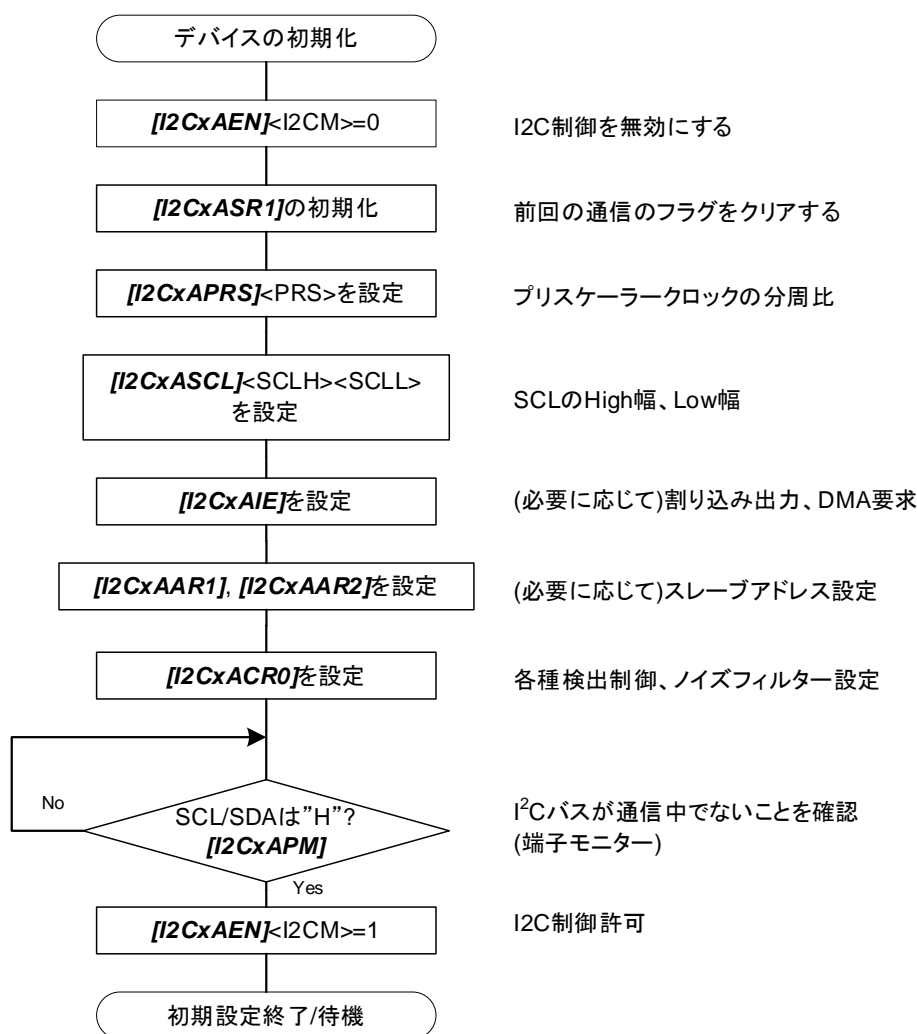 デバイスの初期化
[I2CxAEN]<I2CM>=0
I2C制御を無効にする
[I2CxASR1]の初期化
前回の通信のフラグをクリアする
[I2CxAPRS]<PRS>を設定
プリスケーラークロックの分周比
[I2CxASCL]<SCLH><SCLL>
を設定
SCLのHigh幅、Low幅
[I2CxAIE]を設定
(必要に応じて)割り込み出力、DMA要求
[I2CxAAR1], [I2CxAAR2]を設定
(必要に応じて)スレーブアドレス設定
[I2CxACR0]を設定
各種検出制御、ノイズフィルター設定
No
SCL/SDAは”H”?
[I2CxAPM]
I²Cバスが通信中でないことを確認
(端子モニター)
Yes
[I2CxAEN]<I2CM>=1
I2C制御許可
初期設定終了/待機